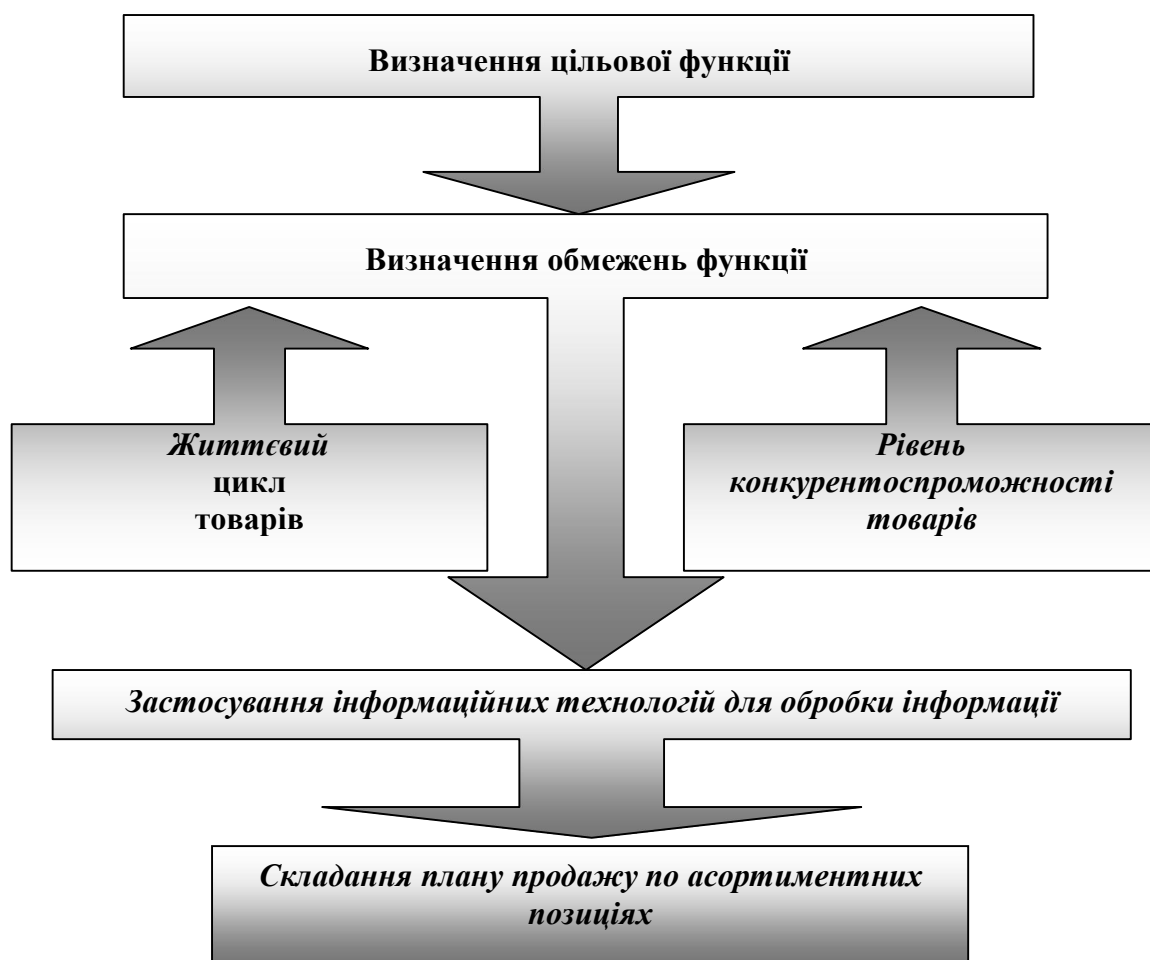 Визначення цільової функції
Визначення обмежень функції
Життєвий
цикл
товарів
Рівень
конкурентоспроможності
товарів
Застосування інформаційних технологій для обробки інформації
Складання плану продажу по асортиментних
позиціях